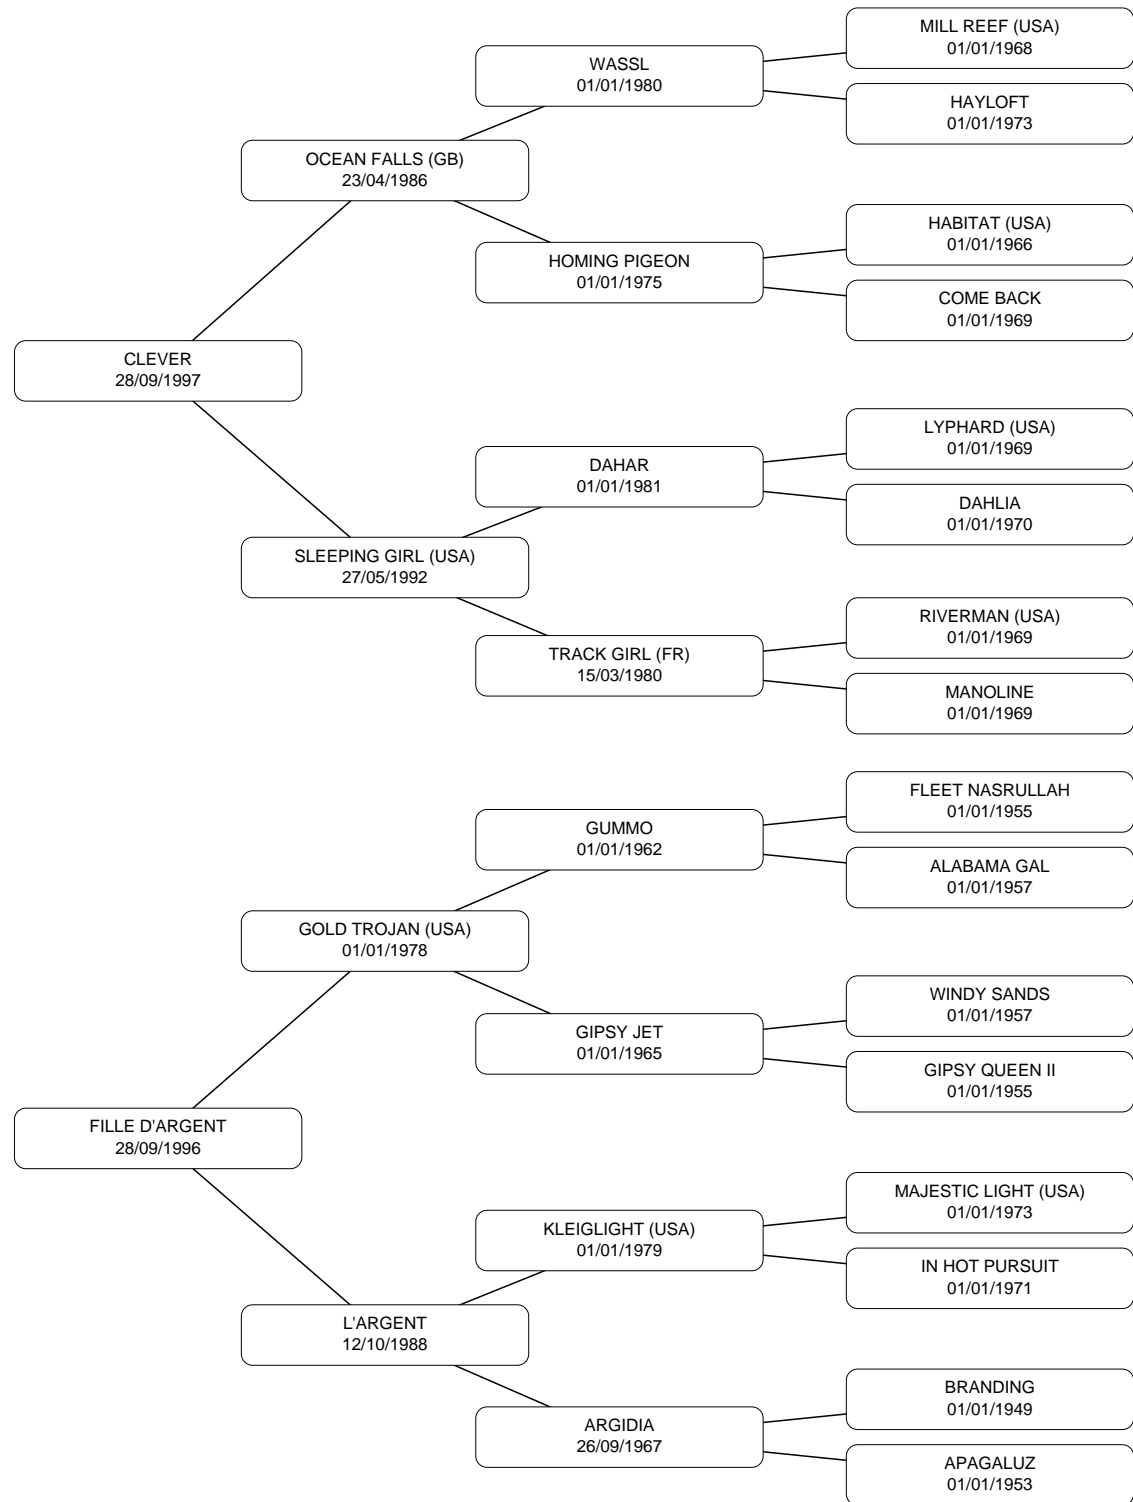 MILL REEF (USA)
01/01/1968
WASSL
01/01/1980
HAYLOFT
01/01/1973
OCEAN FALLS (GB)
23/04/1986
HABITAT (USA)
01/01/1966
HOMING PIGEON
01/01/1975
COME BACK
01/01/1969
CLEVER
28/09/1997
LYPHARD (USA)
01/01/1969
DAHAR
01/01/1981
DAHLIA
01/01/1970
SLEEPING GIRL (USA)
27/05/1992
RIVERMAN (USA)
01/01/1969
TRACK GIRL (FR)
15/03/1980
MANOLINE
01/01/1969
FLEET NASRULLAH
01/01/1955
GUMMO
01/01/1962
ALABAMA GAL
01/01/1957
GOLD TROJAN (USA)
01/01/1978
WINDY SANDS
01/01/1957
GIPSY JET
01/01/1965
GIPSY QUEEN II
01/01/1955
FILLE D'ARGENT
28/09/1996
MAJESTIC LIGHT (USA)
01/01/1973
KLEIGLIGHT (USA)
01/01/1979
IN HOT PURSUIT
01/01/1971
L'ARGENT
12/10/1988
BRANDING
01/01/1949
ARGIDIA
26/09/1967
APAGALUZ
01/01/1953